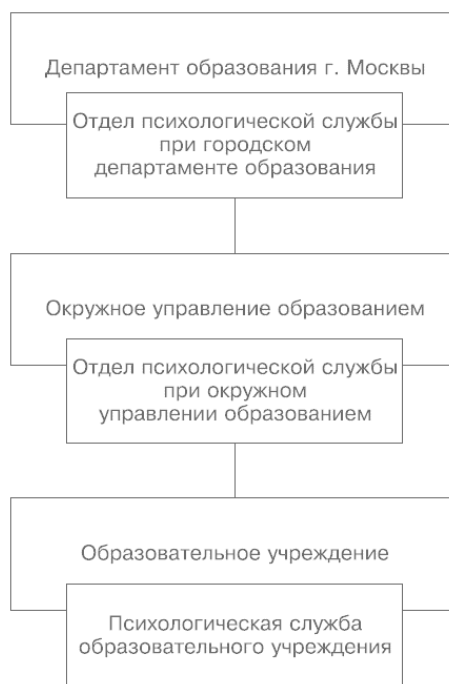 Департамент образования г. Москвы
Отдел психологической службы
при городском
департаменте образования
Окружное управление образованием
Отдел психологической службы
при окружном
управлении образованием
Образовательное учреждение
Психологическая служба
образовательного учреждения